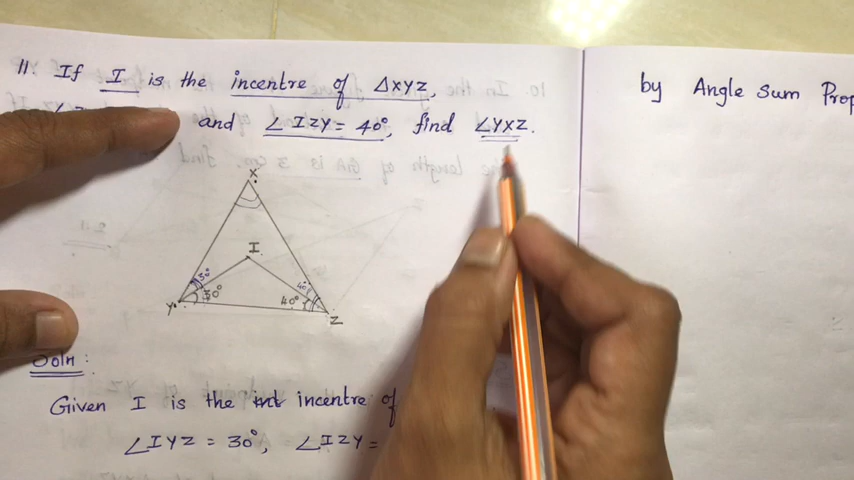 11. If I is the incentre of ΔXYZ,
and ∠IZY = 40°, find ∠YXZ.
X
I
30°
30°
40°
40°
Y
Z
Soln:
Given I is the int incentre of
∠IYZ = 30°, ∠IZY =
by Angle Sum Prop